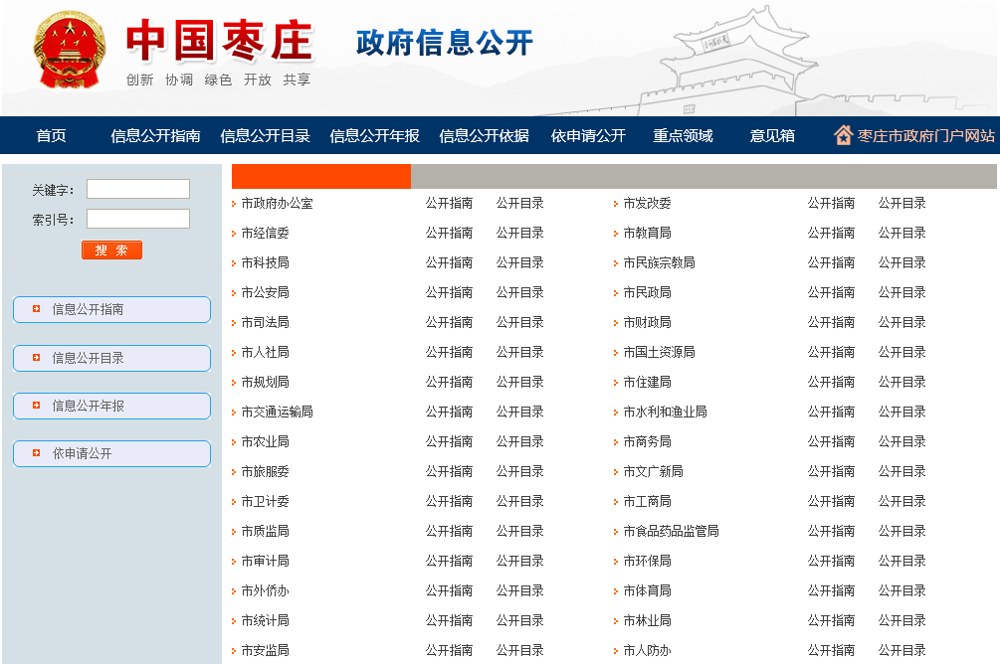 中国枣庄 政府信息公开
创新 协调 绿色 开放 共享
首页 信息公开指南 信息公开目录 信息公开年报 信息公开依据 依申请公开 重点领域 意见箱 枣庄市政府门户网站
关键字：
索引号：
搜 索
信息公开指南
信息公开目录
信息公开年报
依申请公开
市政府办公室 公开指南 公开目录 市发改委 公开指南 公开目录
市经信委 公开指南 公开目录 市教育局 公开指南 公开目录
市科技局 公开指南 公开目录 市民族宗教局 公开指南 公开目录
市公安局 公开指南 公开目录 市民政局 公开指南 公开目录
市司法局 公开指南 公开目录 市财政局 公开指南 公开目录
市人社局 公开指南 公开目录 市国土资源局 公开指南 公开目录
市规划局 公开指南 公开目录 市住建局 公开指南 公开目录
市交通运输局 公开指南 公开目录 市水利和渔业局 公开指南 公开目录
市农业局 公开指南 公开目录 市商务局 公开指南 公开目录
市旅服委 公开指南 公开目录 市文广新局 公开指南 公开目录
市卫计委 公开指南 公开目录 市工商局 公开指南 公开目录
市质监局 公开指南 公开目录 市食品药品监管局 公开指南 公开目录
市审计局 公开指南 公开目录 市环保局 公开指南 公开目录
市外侨办 公开指南 公开目录 市体育局 公开指南 公开目录
市统计局 公开指南 公开目录 市林业局 公开指南 公开目录
市安监局 公开指南 公开目录 市人防办 公开指南 公开目录